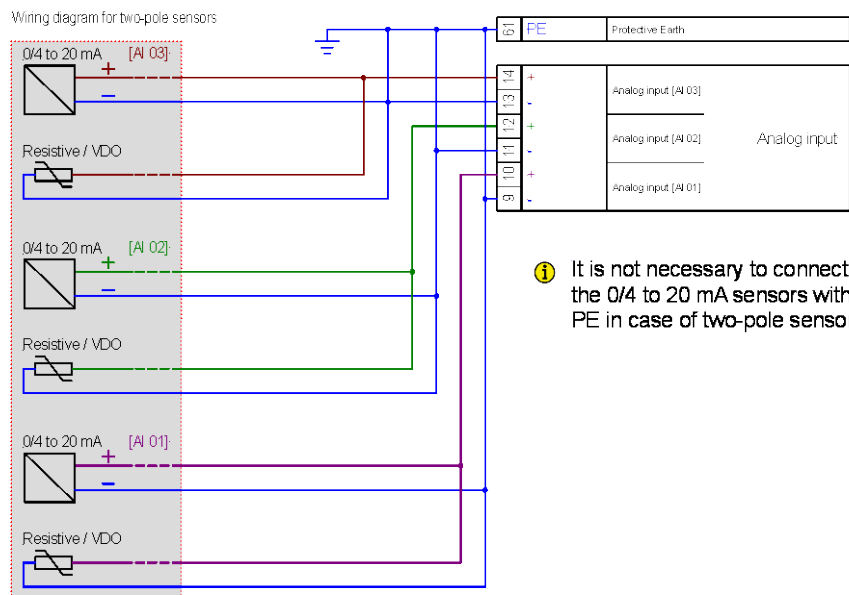 Wiring diagram for two-pole sensors
61 PE Protective Earth
0/4 to 20 mA [AI 03]
+
−
14 + Analog input [AI 03]
13 -
12 + Analog input [AI 02] Analog input
11 -
10 + Analog input [AI 01]
9 -
Resistive / VDO
0/4 to 20 mA [AI 02]
+
−
Resistive / VDO
0/4 to 20 mA [AI 01]
+
−
Resistive / VDO
i It is not necessary to connect
the 0/4 to 20 mA sensors with
PE in case of two-pole senso